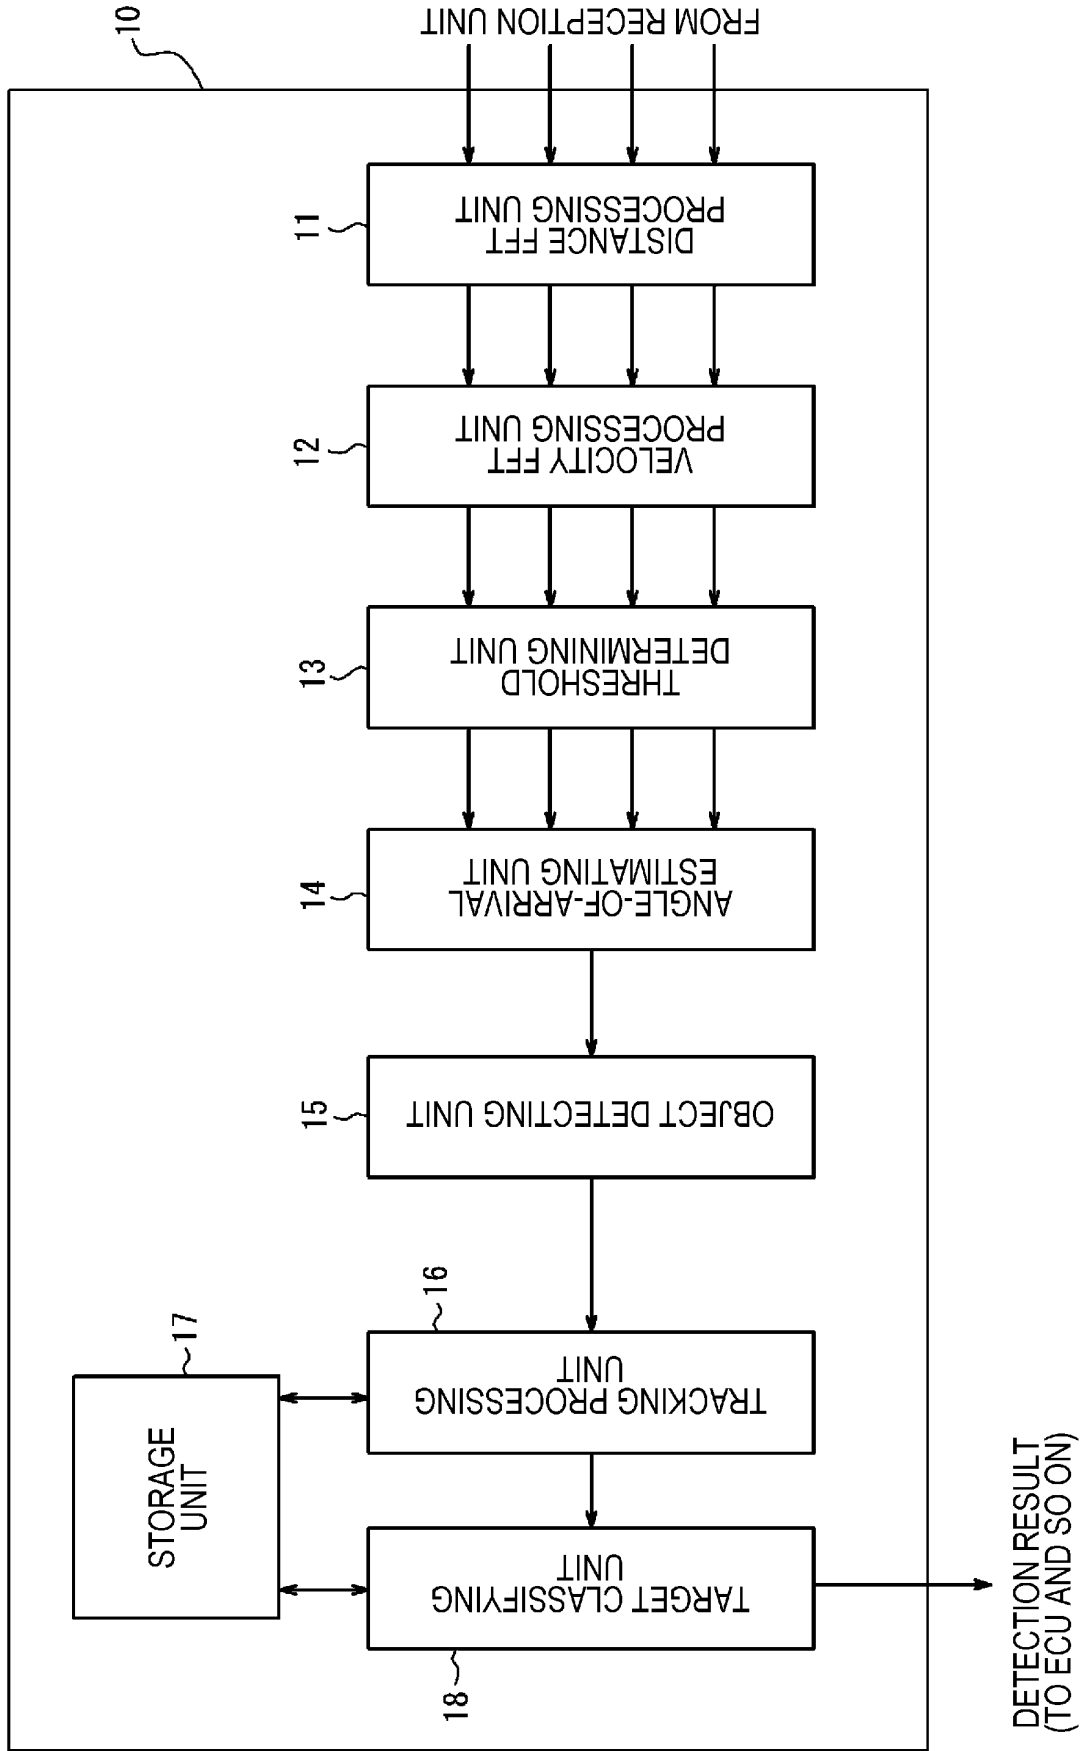 10
FROM RECEPTION UNIT
11
DISTANCE FFT
PROCESSING UNIT
12
VELOCITY FFT
PROCESSING UNIT
13
THRESHOLD
DETERMINING UNIT
14
ANGLE-OF-ARRIVAL
ESTIMATING UNIT
15
OBJECT DETECTING UNIT
16
TRACKING PROCESSING
UNIT
17
STORAGE
UNIT
18
TARGET CLASSIFYING
UNIT
DETECTION RESULT
(TO ECU AND SO ON)